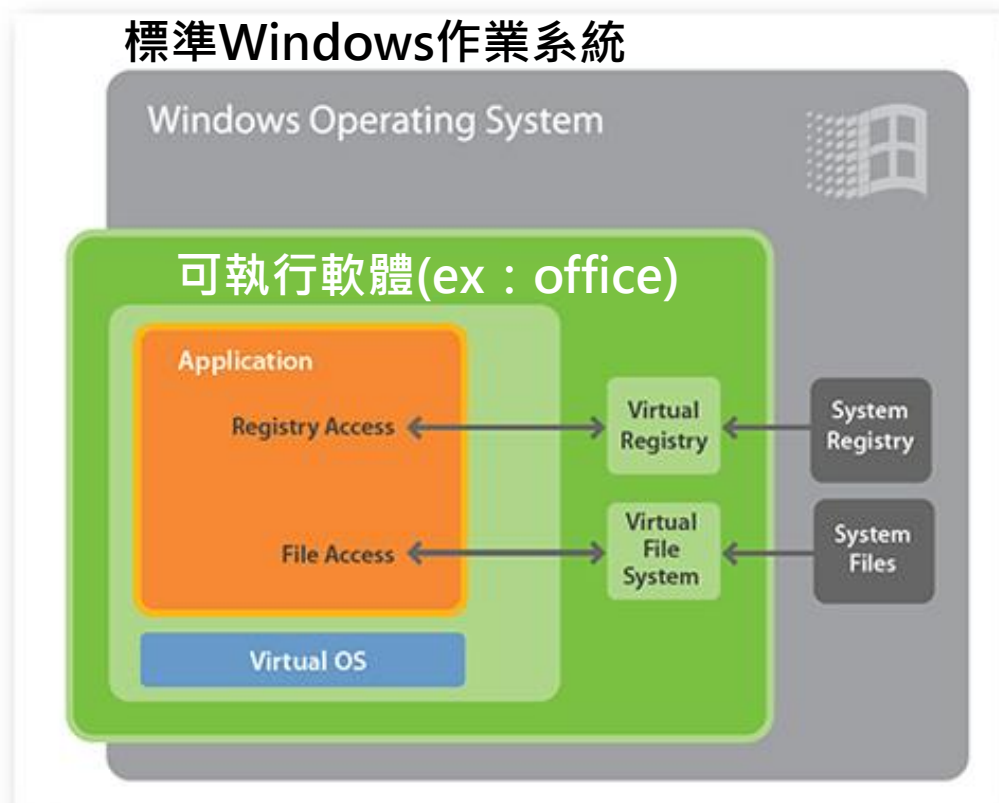 標準Windows作業系統
Windows Operating System
可執行軟體(ex：office)
Application
Registry Access
Virtual
Registry
System
Registry
File Access
Virtual
File
System
System
Files
Virtual OS